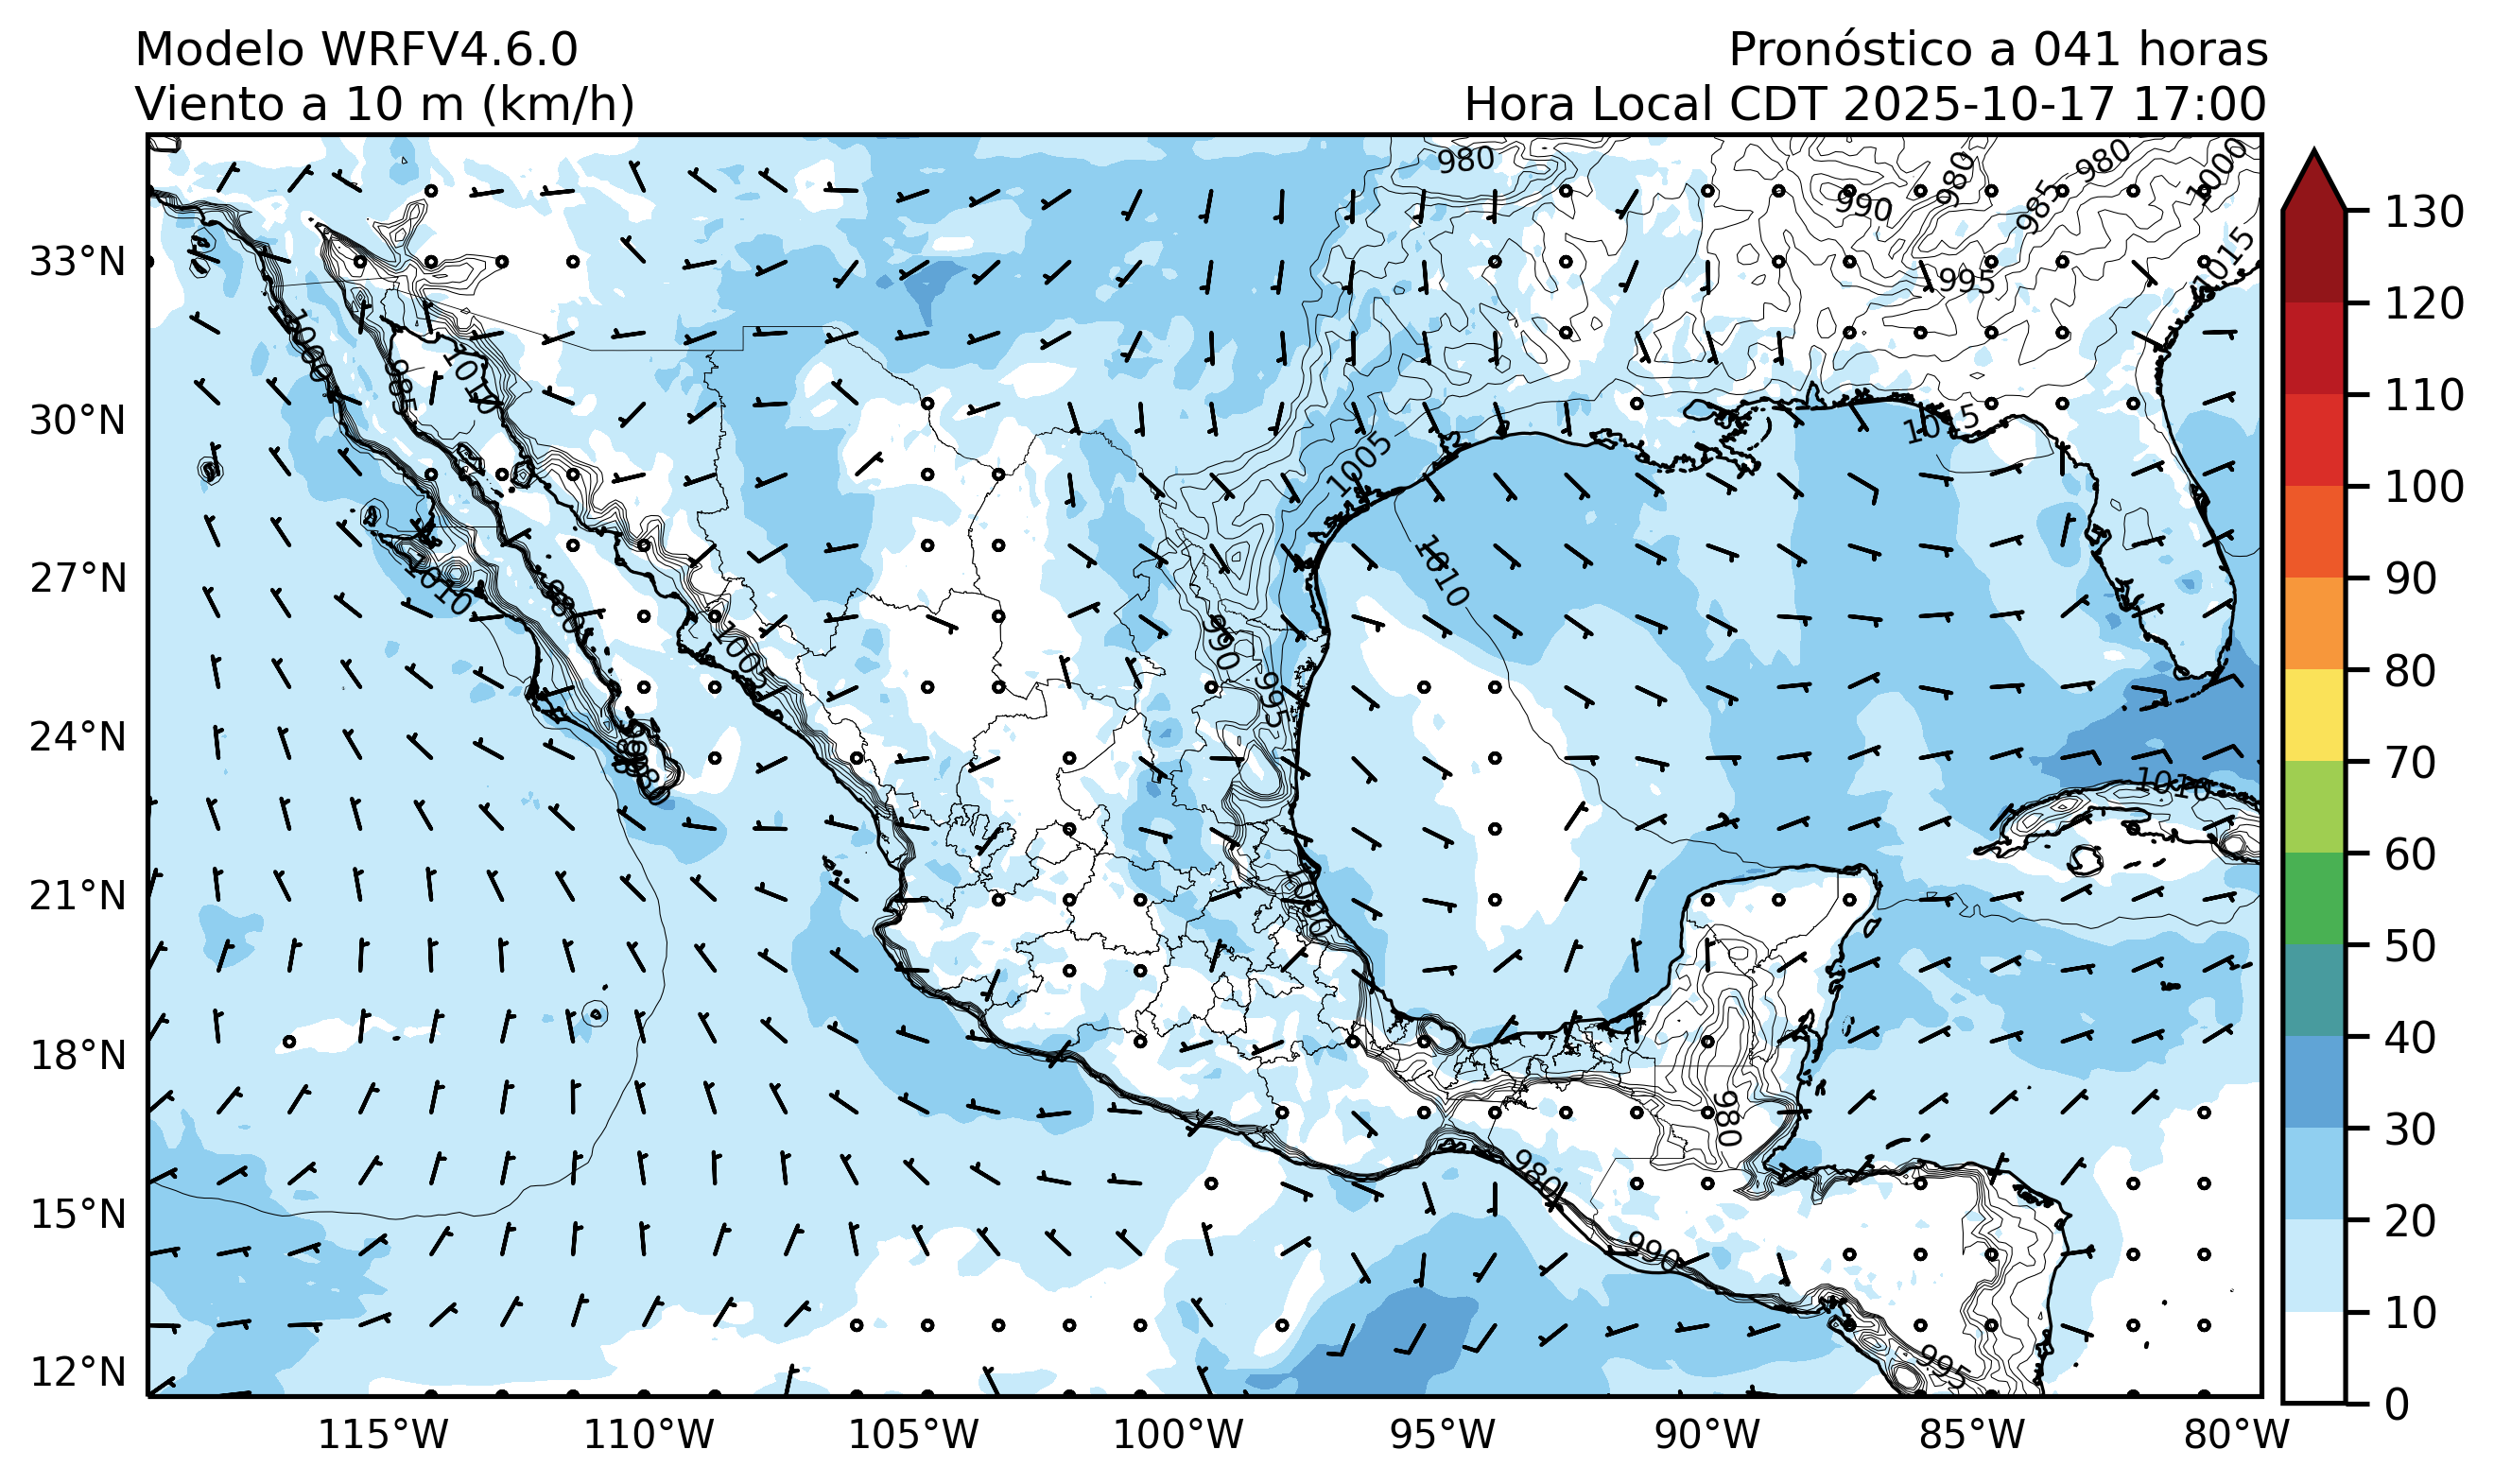 Modelo WRFV4.6.0
Viento a 10 m (km/h)
Pronóstico a 041 horas
Hora Local CDT 2025-10-17 17:00
33°N
30°N
27°N
24°N
21°N
18°N
15°N
12°N
115°W
110°W
105°W
100°W
95°W
90°W
85°W
80°W
130
120
110
100
90
80
70
60
50
40
30
20
10
0
980
980
980
1000
990
985
1015
995
1000
985
1010
1015
1005
1010
1010
980
1005
990
995
1010
1000
980
980
990
995